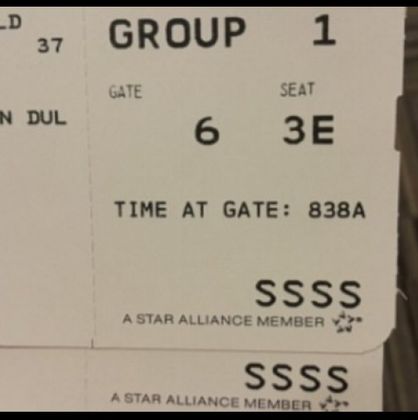 LD
GROUP 1
37
GATE SEAT
N DUL
6 3E
TIME AT GATE: 838A
SSSS
A STAR ALLIANCE MEMBER
SSSS
A STAR ALLIANCE MEMBER